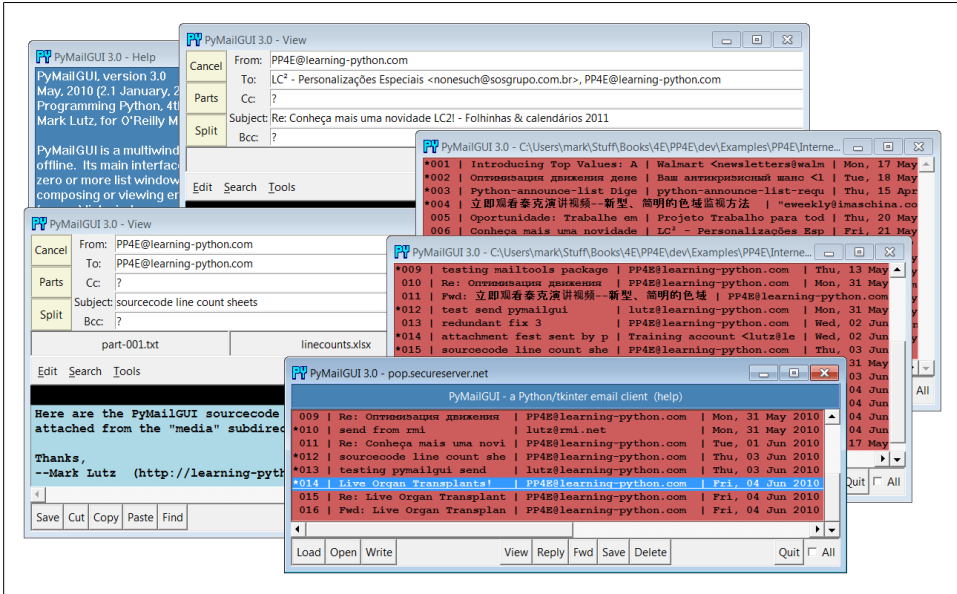 PyMailGUI 3.0 - Help
PyMailGUI, version 3.0
May, 2010 (2.1 January, 2
Programming Python, 4t
Mark Lutz, for O'Reilly M
PyMailGUI is a multiwind
offline. Its main interfac
zero or more list window
composing or viewing er
PyMailGUI 3.0 - View
Cancel
From: PP4E@learning-python.com
To: LC² - Personalizações Especiais <nonesuch@sosgrupo.com.br>, PP4E@learning-python.com
Parts
Cc: ?
Subject: Re: Conheça mais uma novidade LC2! - Folhinhas & calendários 2011
Split
Bcc: ?
Edit Search Tools
PyMailGUI 3.0 - C:\Users\mark\Stuff\Books\4E\PP4E\dev\Examples\PP4E\Interne...
*001 | Introducing Top Values: A | Walmart <newsletters@walm | Mon, 17 May
*002 | Оптинизация движения дене | Ваш антикризисный шанс <l | Tue, 18 May
*003 | Python-announce-list Dige | python-announce-list-requ | Thu, 15 Apr
*004 | 立即观看泰克演讲视频--新型、简明的色域监视方法 | "eweekly@imaschina.co
005 | Oportunidade: Trabalhe em | Projeto Trabalho para tod | Thu, 20 May
006 | Conheça mais uma novidade | LC² - Personalizações Esp | Fri, 21 May
All
PyMailGUI 3.0 - View
Cancel
From: PP4E@learning-python.com
To: PP4E@learning-python.com
Parts
Cc: ?
Subject: sourcecode line count sheets
Split
Bcc: ?
part-001.txt
linecounts.xlsx
Edit Search Tools
Here are the PyMailGUI sourcecode
attached from the "media" subdirec
Thanks,
--Mark Lutz (http://learning-pyth
Save Cut Copy Paste Find
PyMailGUI 3.0 - C:\Users\mark\Stuff\Books\4E\PP4E\dev\Examples\PP4E\Interne...
*009 | testing mailtools package | PP4E@learning-python.com | Thu, 13 May
010 | Re: Оптинизация движения | PP4E@learning-python.com | Mon, 31 May
011 | Fwd: 立即观看泰克演讲视频--新型、简明的色域 | PP4E@learning-python.com
*012 | test send pymailgui | lutz@learning-python.com | Mon, 31 May
013 | redundant fix 3 | PP4E@learning-python.com | Wed, 02 Jun
*014 | attachment fest sent by p | Training account <lutz@le | Wed, 02 Jun
*015 | sourcecode line count she | PP4E@learning-python.com | Thu, 03 Jun
31 May
03 Jun
04 Jun
04 Jun
04 Jun
17 May
Quit All
PyMailGUI 3.0 - pop.secureserver.net
PyMailGUI - a Python/tkinter email client (help)
009 | Re: Оптинизация движения | PP4E@learning-python.com | Mon, 31 May 2010
*010 | send from rmi | lutz@rmi.net | Mon, 31 May 2010
011 | Re: Conheça mais uma novi | PP4E@learning-python.com | Tue, 01 Jun 2010
*012 | sourcecode line count she | PP4E@learning-python.com | Thu, 03 Jun 2010
*013 | testing pymailgui send | lutz@learning-python.com | Thu, 03 Jun 2010
*014 | Live Organ Transplants! | PP4E@learning-python.com | Fri, 04 Jun 2010
015 | Re: Live Organ Transplant | PP4E@learning-python.com | Fri, 04 Jun 2010
016 | Fwd: Live Organ Transplan | PP4E@learning-python.com | Fri, 04 Jun 2010
Load Open Write View Reply Fwd Save Delete Quit All